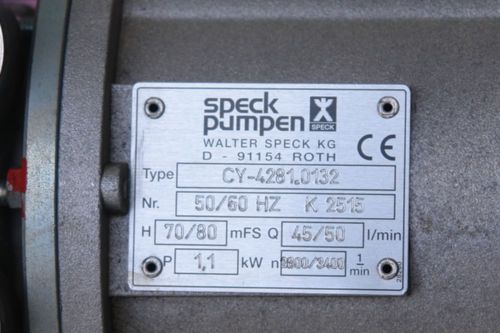 speck
pumpen SPECK
WALTER SPECK KG
D - 91154 ROTH CE
Type CY-4281.0132
Nr. 50/60 HZ K 2515
H 70/80 mFS Q 45/50 l/min
P 1,1 kW n 2800/3400 1/min